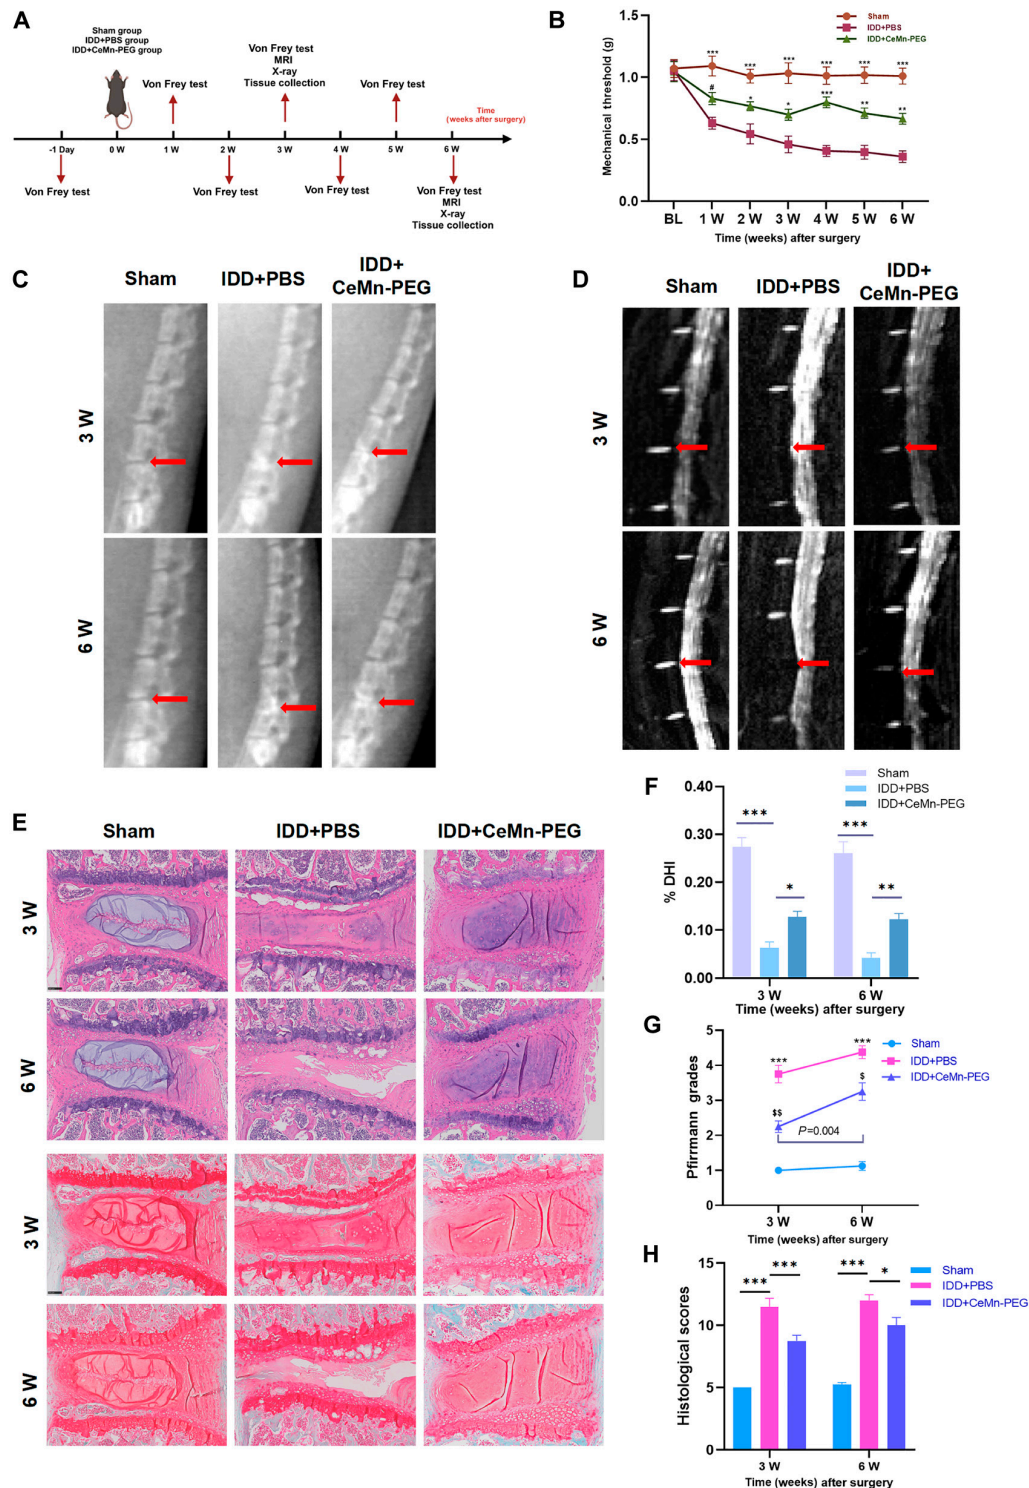 A
Sham group
IDD+PBS group
IDD+CeMn-PEG group
Von Frey test
Von Frey test
MRI
X-ray
Tissue collection
Von Frey test
Time
(weeks after surgery)
-1 Day
0 W
1 W
2 W
3 W
4 W
5 W
6 W
Von Frey test
Von Frey test
Von Frey test
Von Frey test
MRI
X-ray
Tissue collection
B
Sham
IDD+PBS
IDD+CeMn-PEG
Mechanical threshold (g)
1.5
1.0
0.5
0.0
*** *** *** *** *** ***
# * * *** ** **
BL 1 W 2 W 3 W 4 W 5 W 6 W
Time (weeks) after surgery
C
Sham
IDD+PBS
IDD+
CeMn-PEG
3 W
6 W
D
Sham
IDD+PBS
IDD+
CeMn-PEG
3 W
6 W
E
Sham
IDD+PBS
IDD+CeMn-PEG
3 W
6 W
3 W
6 W
F
Sham
IDD+PBS
IDD+CeMn-PEG
% DHI
0.40
0.30
0.20
0.10
0.00
*** * *** **
3 W 6 W
Time (weeks) after surgery
G
Sham
IDD+PBS
IDD+CeMn-PEG
Pfirrmann grades
5
4
3
2
1
0
*** ***
$$ $
P=0.004
3 W 6 W
Time (weeks) after surgery
H
Sham
IDD+PBS
IDD+CeMn-PEG
Histological scores
15
10
5
0
*** *** *** *
3 W 6 W
Time (weeks) after surgery